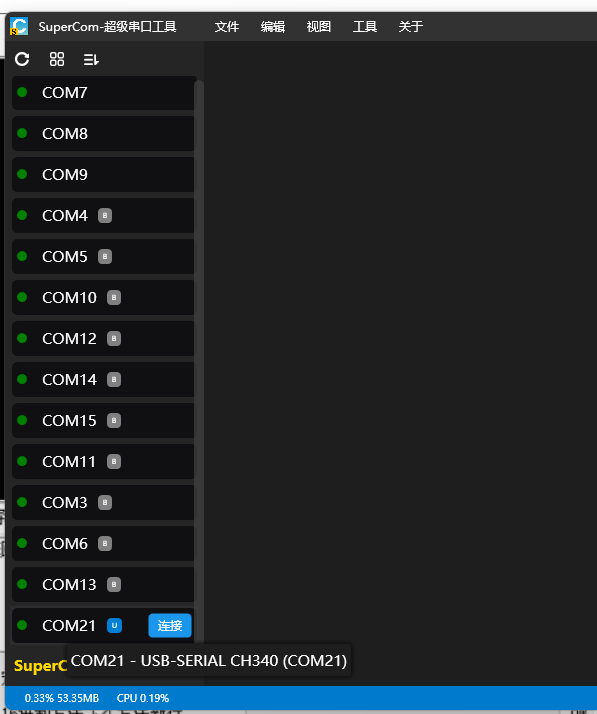 SuperCom-超级串口工具 文件 编辑 视图 工具 关于
COM7
COM8
COM9
COM4 B
COM5 B
COM10 B
COM12 B
COM14 B
COM15 B
COM11 B
COM3 B
COM6 B
COM13 B
COM21 U 连接
SuperC
COM21 - USB-SERIAL CH340 (COM21)
0.33% 53.35MB CPU 0.19%